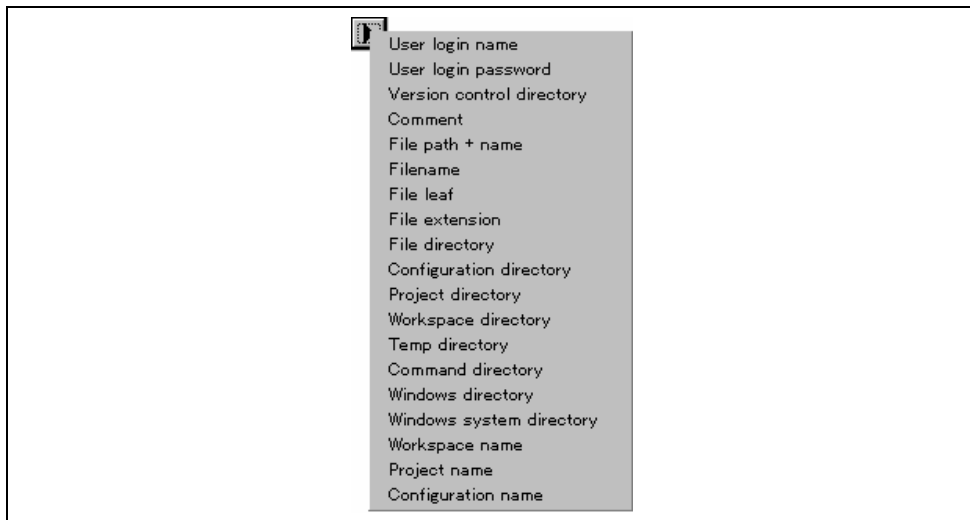 User login name
User login password
Version control directory
Comment
File path + name
Filename
File leaf
File extension
File directory
Configuration directory
Project directory
Workspace directory
Temp directory
Command directory
Windows directory
Windows system directory
Workspace name
Project name
Configuration name